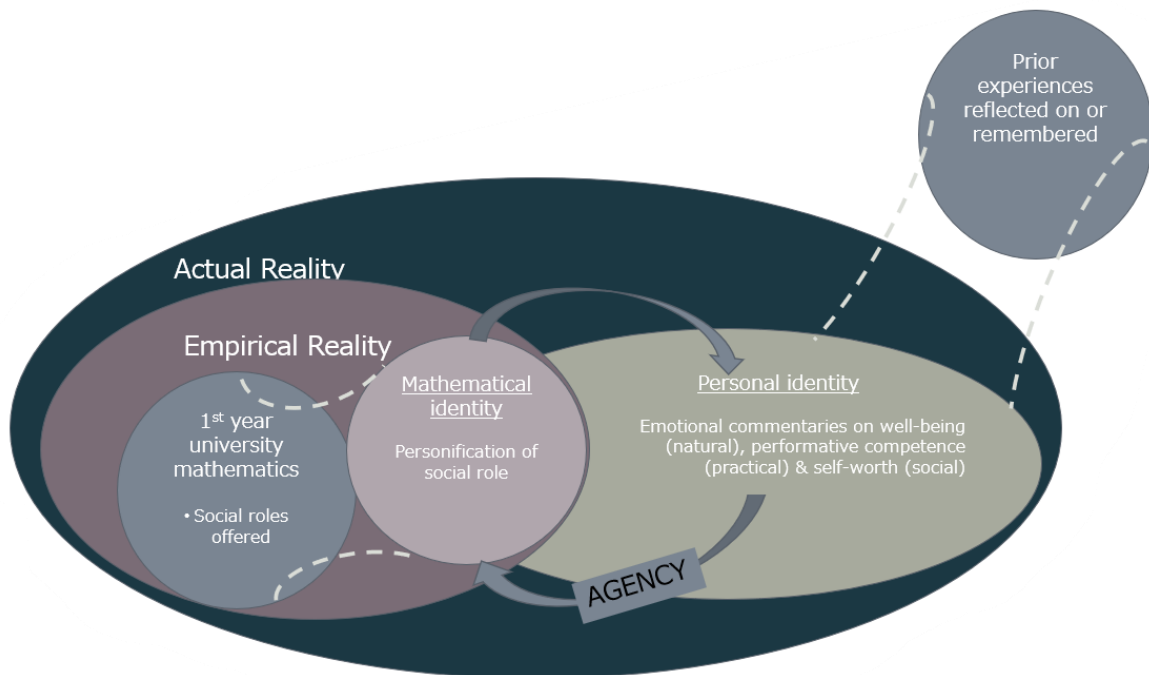 Prior
experiences
reflected on or
remembered
Actual Reality
Empirical Reality
Mathematical
identity
Personification of
social role
1st year
university
mathematics
• Social roles
offered
Personal identity
Emotional commentaries on well-being
(natural), performative competence
(practical) & self-worth (social)
AGENCY